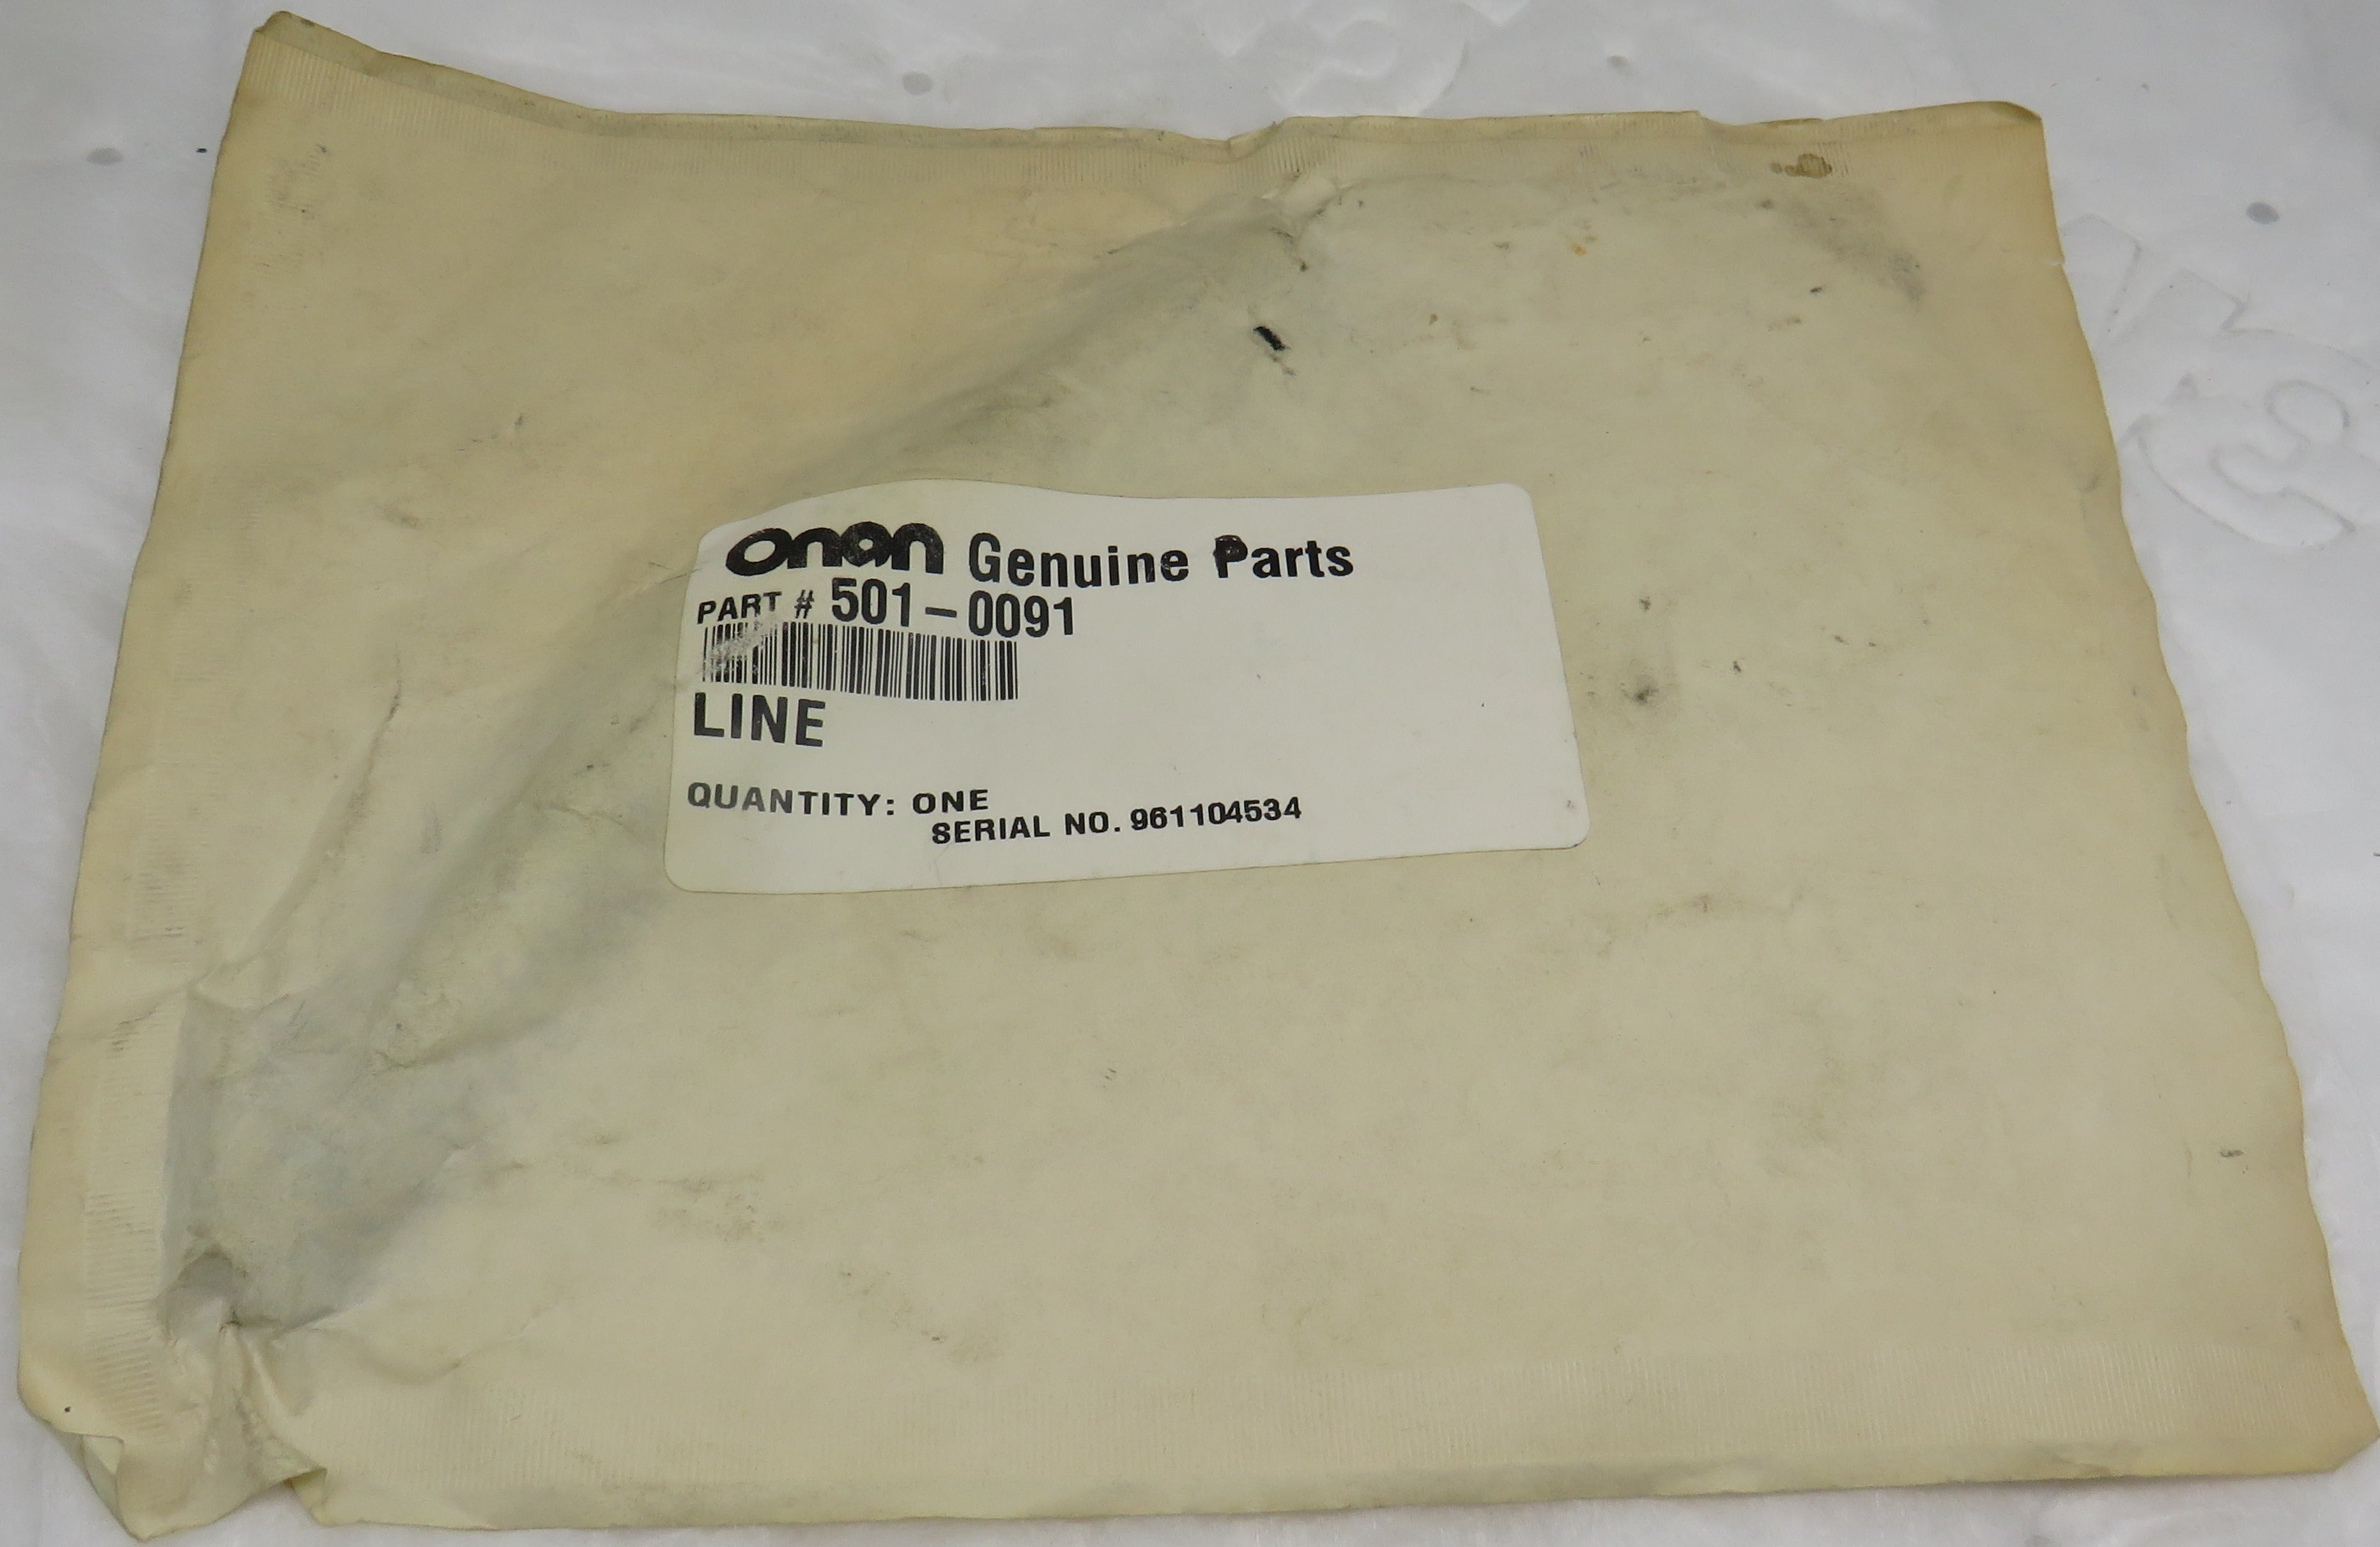 onan Genuine Parts
PART # 501-0091
LINE
QUANTITY: ONE
SERIAL NO. 961104534